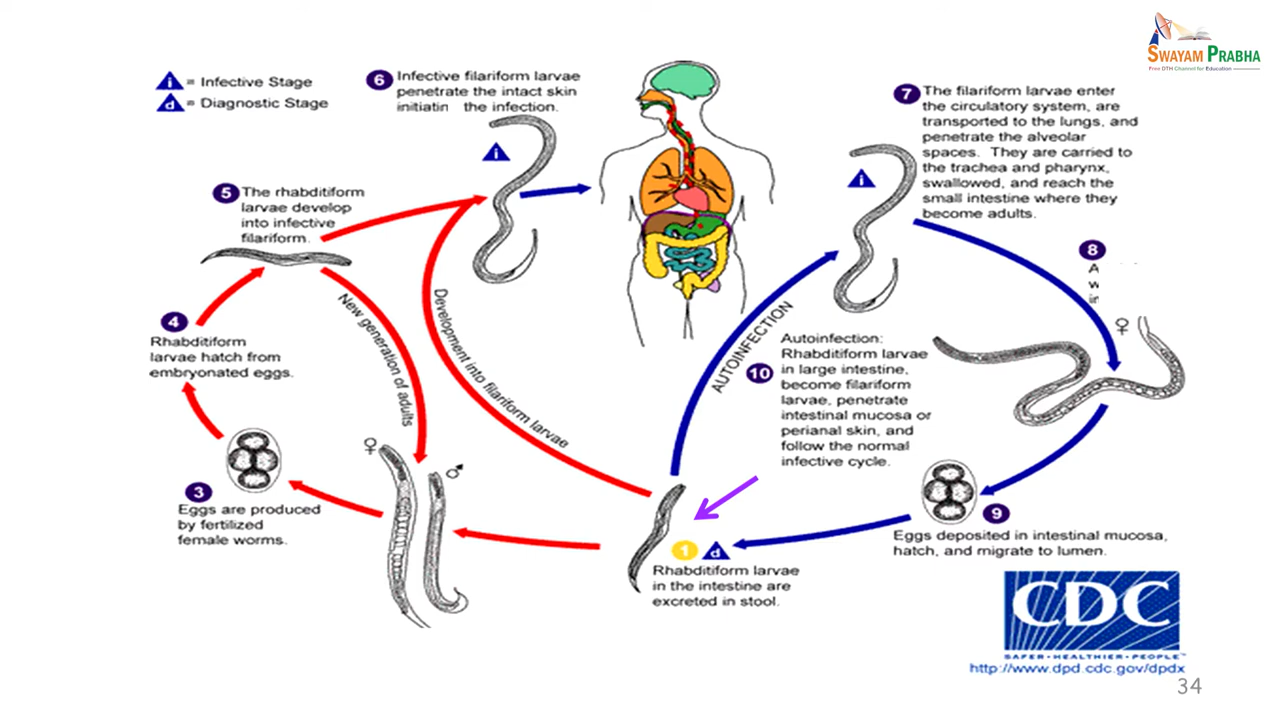 SWAYAM PRABHA
Free DTH Channel for Education
i = Infective Stage
d = Diagnostic Stage
6 Infective filariform larvae
penetrate the intact skin
initiatin the infection.
i
7 The filariform larvae enter
the circulatory system, are
transported to the lungs, and
penetrate the alveolar
spaces. They are carried to
the trachea and pharynx,
swallowed, and reach the
small intestine where they
become adults.
i
5 The rhabditiform
larvae develop
into infective
filariform.
8
A
w
in
♀
4
Rhabditiform
larvae hatch from
embryonated eggs.
New generation of adults
Development into filariform larvae
AUTOINFECTION
10 Autoinfection:
Rhabditiform larvae
in large intestine,
become filariform
larvae, penetrate
intestinal mucosa or
perianal skin, and
follow the normal
infective cycle.
♀
♂
3
Eggs are produced
by fertilized
female worms.
1 d
Rhabditiform larvae
in the intestine are
excreted in stool.
9
Eggs deposited in intestinal mucosa,
hatch, and migrate to lumen.
CDC
SAFER•HEALTHIER•PEOPLE™
http://www.dpd.cdc.gov/dpdx
34